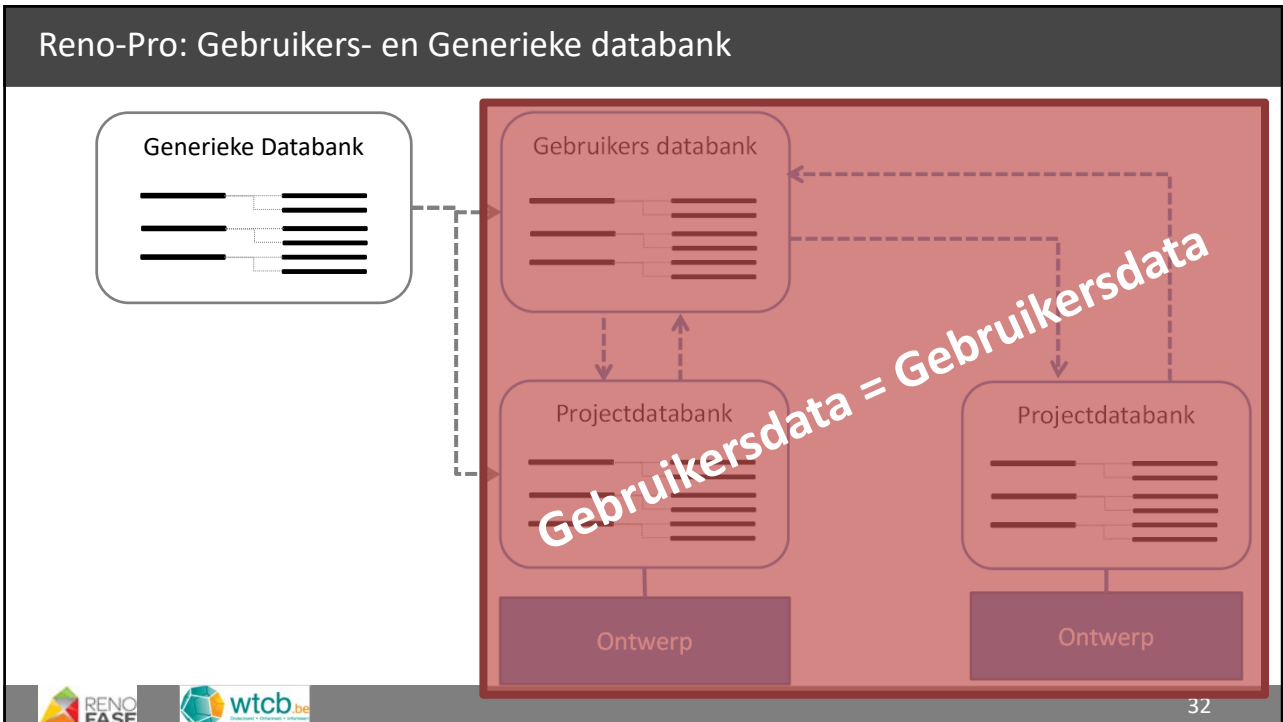 Reno-Pro: Gebruikers- en Generieke databank
Generieke Databank
Gebruikers databank
Gebruikersdata = Gebruikersdata
Projectdatabank
Projectdatabank
Ontwerp
Ontwerp
RENO
EASE
wtcb.be
32